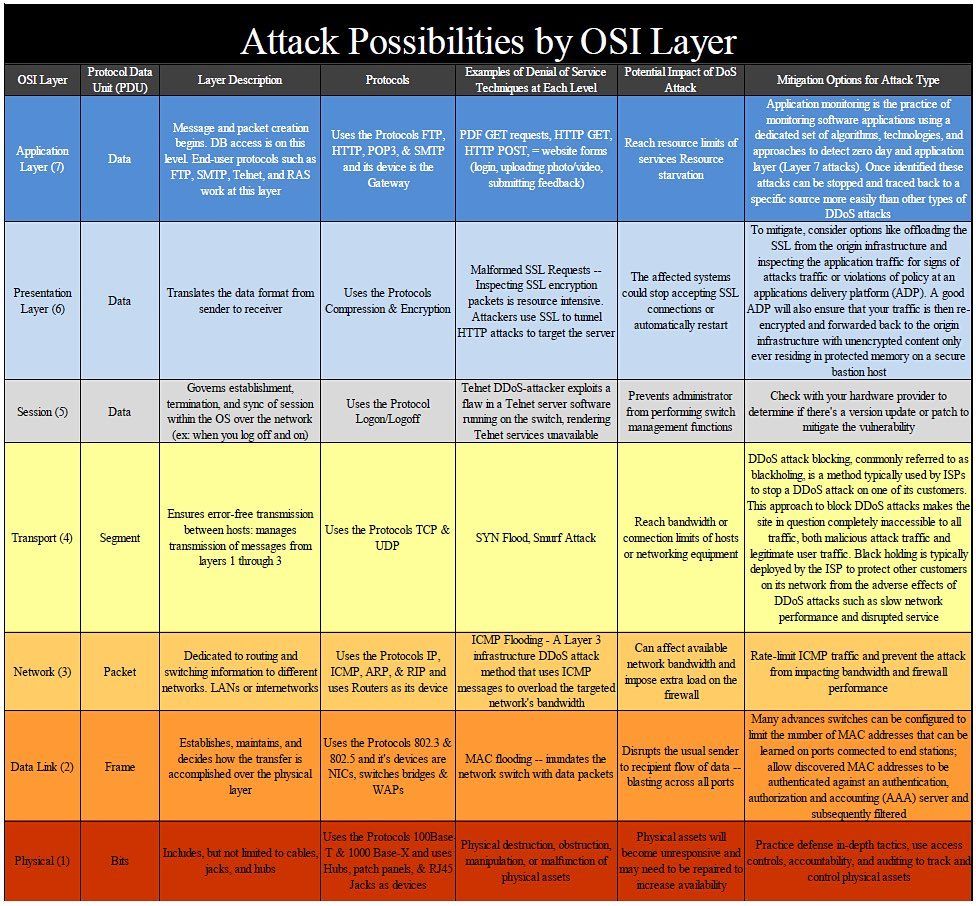 Attack Possibilities by OSI Layer
OSI Layer
Protocol Data
Unit (PDU)
Layer Description
Protocols
Examples of Denial of Service
Techniques at Each Level
Potential Impact of DoS
Attack
Mitigation Options for Attack Type
Application
Layer (7)
Data
Message and packet creation
begins. DB access is on this
level. End-user protocols such as
FTP, SMTP, Telnet, and RAS
work at this layer
Uses the Protocols FTP,
HTTP, POP3, & SMTP
and its device is the
Gateway
PDF GET requests, HTTP GET,
HTTP POST, = website forms
(login, uploading photo/video,
submitting feedback)
Reach resource limits of
services Resource
starvation
Application monitoring is the practice of
monitoring software applications using a
dedicated set of algorithms, technologies, and
approaches to detect zero day and application
layer (Layer 7 attacks). Once identified these
attacks can be stopped and traced back to a
specific source more easily than other types of
DDoS attacks
Presentation
Layer (6)
Data
Translates the data format from
sender to receiver
Uses the Protocols
Compression & Encryption
Malformed SSL Requests --
Inspecting SSL encryption
packets is resource intensive.
Attackers use SSL to tunnel
HTTP attacks to target the server
The affected systems
could stop accepting SSL
connections or
automatically restart
To mitigate, consider options like offloading the
SSL from the origin infrastructure and
inspecting the application traffic for signs of
attacks traffic or violations of policy at an
applications delivery platform (ADP). A good
ADP will also ensure that your traffic is then re-
encrypted and forwarded back to the origin
infrastructure with unencrypted content only
ever residing in protected memory on a secure
bastion host
Session (5)
Data
Governs establishment,
termination, and sync of session
within the OS over the network
(ex: when you log off and on)
Uses the Protocol
Logon/Logoff
Telnet DDoS-attacker exploits a
flaw in a Telnet server software
running on the switch, rendering
Telnet services unavailable
Prevents administrator
from performing switch
management functions
Check with your hardware provider to
determine if there's a version update or patch to
mitigate the vulnerability
Transport (4)
Segment
Ensures error-free transmission
between hosts: manages
transmission of messages from
layers 1 through 3
Uses the Protocols TCP &
UDP
SYN Flood, Smurf Attack
Reach bandwidth or
connection limits of hosts
or networking equipment
DDoS attack blocking, commonly referred to as
blackholing, is a method typically used by ISPs
to stop a DDoS attack on one of its customers.
This approach to block DDoS attacks makes the
site in question completely inaccessible to all
traffic, both malicious attack traffic and
legitimate user traffic. Black holding is typically
deployed by the ISP to protect other customers
on its network from the adverse effects of
DDoS attacks such as slow network
performance and disrupted service
Network (3)
Packet
Dedicated to routing and
switching information to different
networks. LANs or internetworks
Uses the Protocols IP,
ICMP, ARP, & RIP and
uses Routers as its device
ICMP Flooding - A Layer 3
infrastructure DDoS attack
method that uses ICMP
messages to overload the targeted
network's bandwidth
Can affect available
network bandwidth and
impose extra load on the
firewall
Rate-limit ICMP traffic and prevent the attack
from impacting bandwidth and firewall
performance
Data Link (2)
Frame
Establishes, maintains, and
decides how the transfer is
accomplished over the physical
layer
Uses the Protocols 802.3 &
802.5 and it's devices are
NICs, switches bridges &
WAPs
MAC flooding -- inundates the
network switch with data packets
Disrupts the usual sender
to recipient flow of data --
blasting across all ports
Many advances switches can be configured to
limit the number of MAC addresses that can be
learned on ports connected to end stations;
allow discovered MAC addresses to be
authenticated against an authentication,
authorization and accounting (AAA) server and
subsequently filtered
Physical (1)
Bits
Includes, but not limited to cables,
jacks, and hubs
Uses the Protocols 100Base-
T & 1000 Base-X and uses
Hubs, patch panels, & RJ45
Jacks as devices
Physical destruction, obstruction,
manipulation, or malfunction of
physical assets
Physical assets will
become unresponsive and
may need to be repaired to
increase availability
Practice defense in-depth tactics, use access
controls, accountability, and auditing to track and
control physical assets